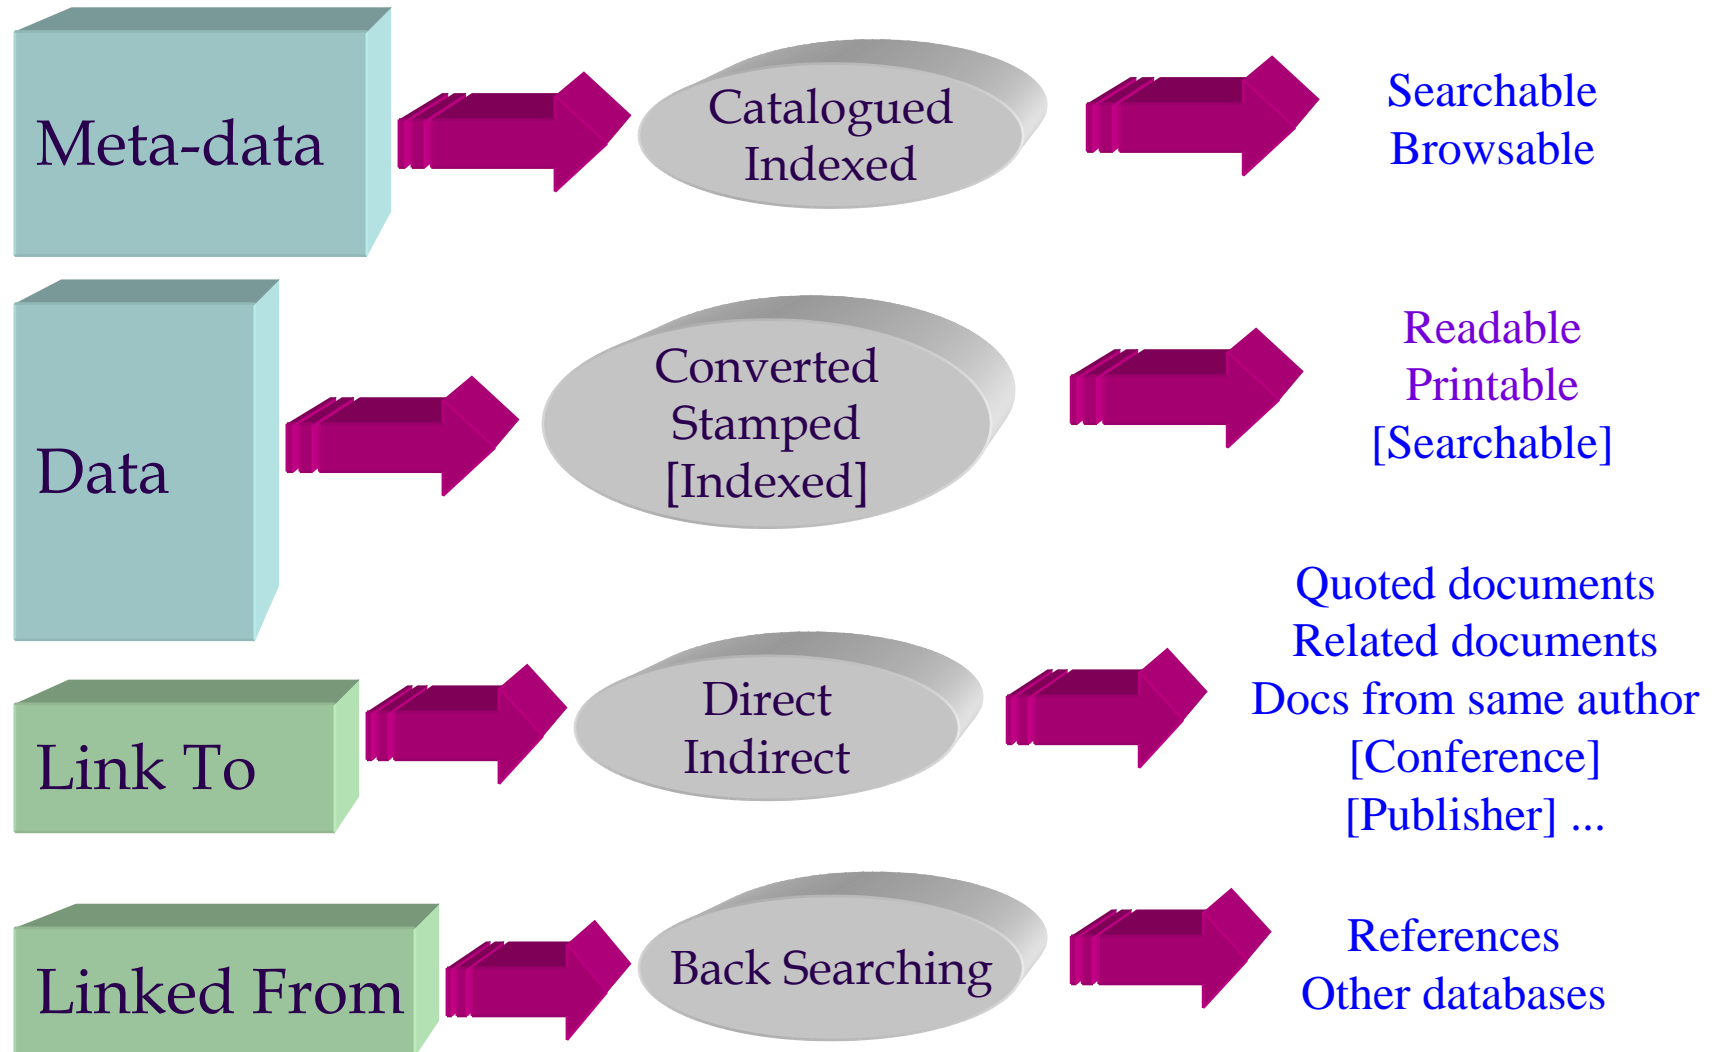 Meta-data
Catalogued
Indexed
Searchable
Browsable
Data
Converted
Stamped
[Indexed]
Readable
Printable
[Searchable]
Link To
Direct
Indirect
Quoted documents
Related documents
Docs from same author
[Conference]
[Publisher] ...
Linked From
Back Searching
References
Other databases